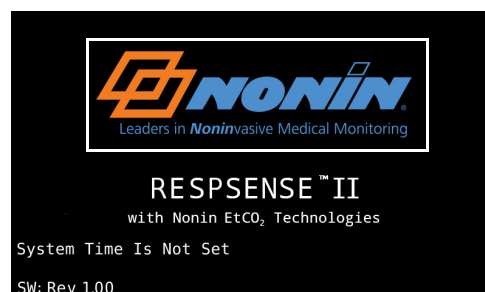 NONIN®
Leaders in Noninvasive Medical Monitoring
RESPSENSE™II
with Nonin EtCO₂ Technologies
System Time Is Not Set
SW: Rev 1.00